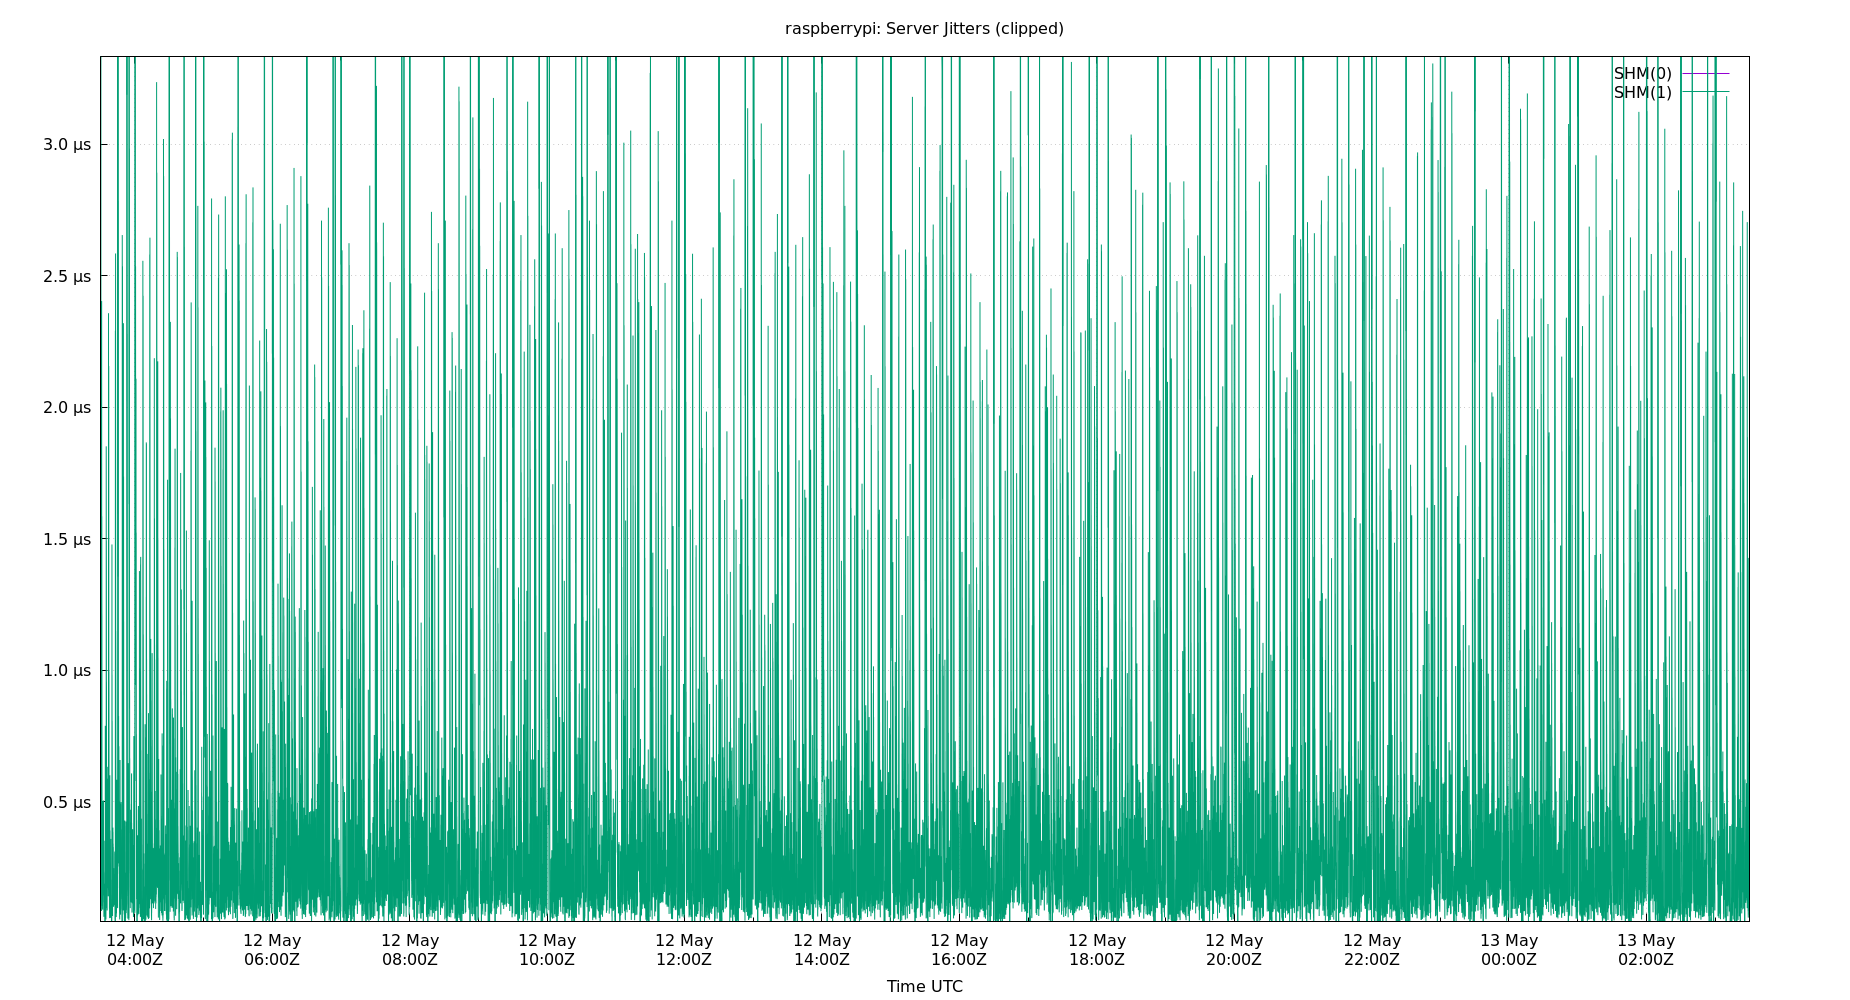 raspberrypi: Server Jitters (clipped)
SHM(0)
SHM(1)
3.0 µs
2.5 µs
2.0 µs
1.5 µs
1.0 µs
0.5 µs
12 May 12 May 12 May 12 May 12 May 12 May 12 May 12 May 12 May 12 May 13 May 13 May
04:00Z 06:00Z 08:00Z 10:00Z 12:00Z 14:00Z 16:00Z 18:00Z 20:00Z 22:00Z 00:00Z 02:00Z
Time UTC